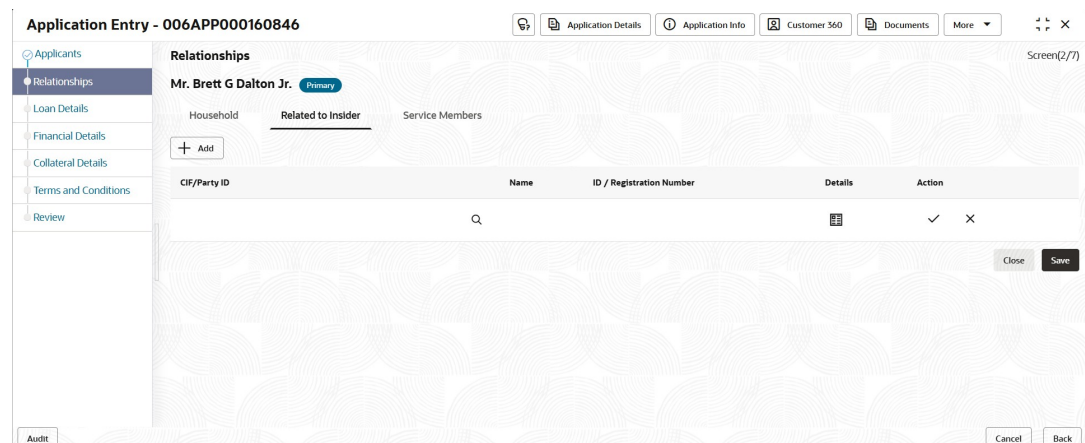 Application Entry - 006APP000160846
Application Details
Application Info
Customer 360
Documents
More
Applicants
Relationships
Loan Details
Financial Details
Collateral Details
Terms and Conditions
Review
Relationships
Screen(2/7)
Mr. Brett G Dalton Jr. Primary
Household Related to Insider Service Members
+ Add
CIF/Party ID Name ID / Registration Number Details Action
Close Save
Audit
Cancel Back